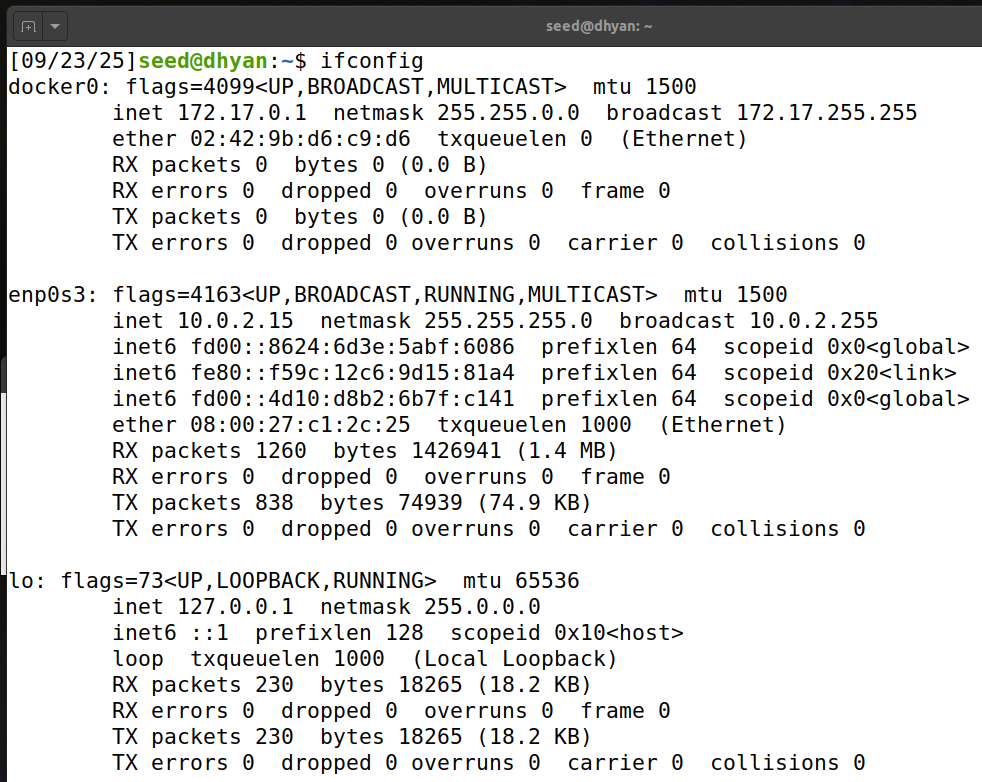 seed@dhyan: ~
[09/23/25]seed@dhyan:~$ ifconfig
docker0: flags=4099<UP,BROADCAST,MULTICAST>  mtu 1500
        inet 172.17.0.1  netmask 255.255.0.0  broadcast 172.17.255.255
        ether 02:42:9b:d6:c9:d6  txqueuelen 0  (Ethernet)
        RX packets 0  bytes 0 (0.0 B)
        RX errors 0  dropped 0  overruns 0  frame 0
        TX packets 0  bytes 0 (0.0 B)
        TX errors 0  dropped 0 overruns 0  carrier 0  collisions 0

enp0s3: flags=4163<UP,BROADCAST,RUNNING,MULTICAST>  mtu 1500
        inet 10.0.2.15  netmask 255.255.255.0  broadcast 10.0.2.255
        inet6 fd00::8624:6d3e:5abf:6086  prefixlen 64  scopeid 0x0<global>
        inet6 fe80::f59c:12c6:9d15:81a4  prefixlen 64  scopeid 0x20<link>
        inet6 fd00::4d10:d8b2:6b7f:c141  prefixlen 64  scopeid 0x0<global>
        ether 08:00:27:c1:2c:25  txqueuelen 1000  (Ethernet)
        RX packets 1260  bytes 1426941 (1.4 MB)
        RX errors 0  dropped 0  overruns 0  frame 0
        TX packets 838  bytes 74939 (74.9 KB)
        TX errors 0  dropped 0 overruns 0  carrier 0  collisions 0

lo: flags=73<UP,LOOPBACK,RUNNING>  mtu 65536
        inet 127.0.0.1  netmask 255.0.0.0
        inet6 ::1  prefixlen 128  scopeid 0x10<host>
        loop  txqueuelen 1000  (Local Loopback)
        RX packets 230  bytes 18265 (18.2 KB)
        RX errors 0  dropped 0  overruns 0  frame 0
        TX packets 230  bytes 18265 (18.2 KB)
        TX errors 0  dropped 0 overruns 0  carrier 0  collisions 0